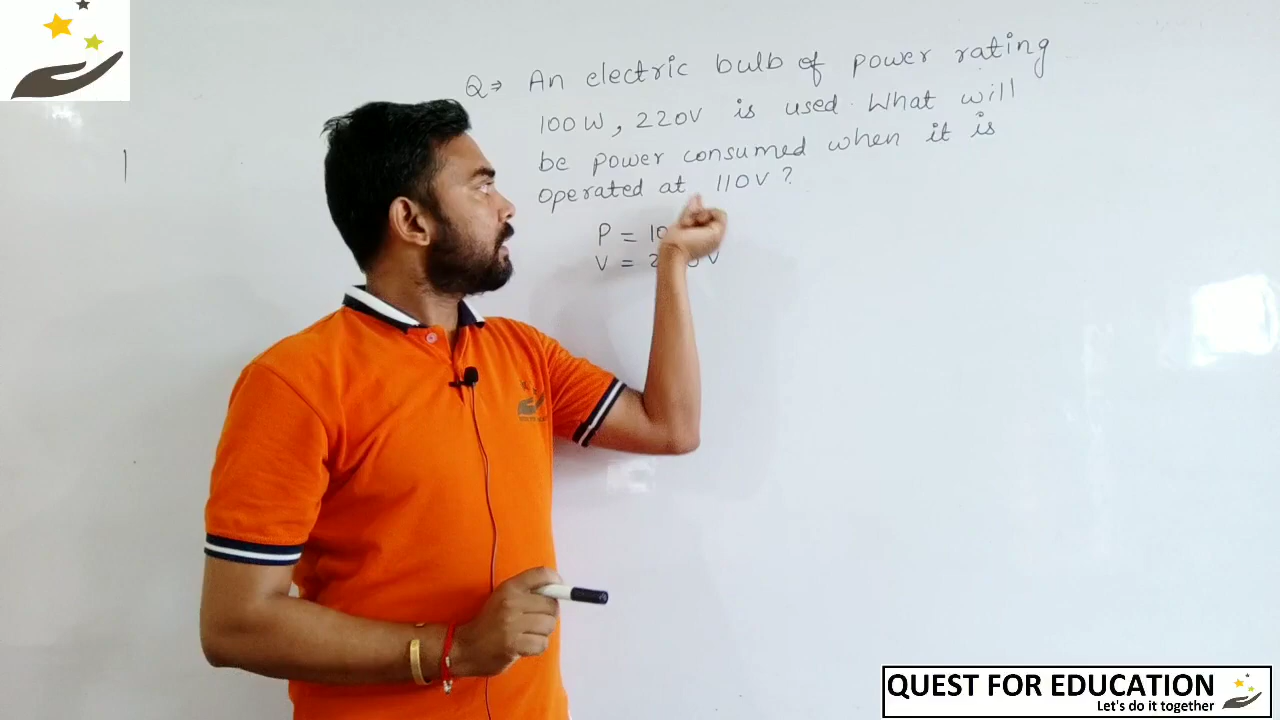 Q⇒ An electric bulb of power rating
100W, 220V is used. What will
be power consumed when it is
operated at 110V?
P = 10
V = 2 0 V
QUEST FOR EDUCATION
Let's do it together